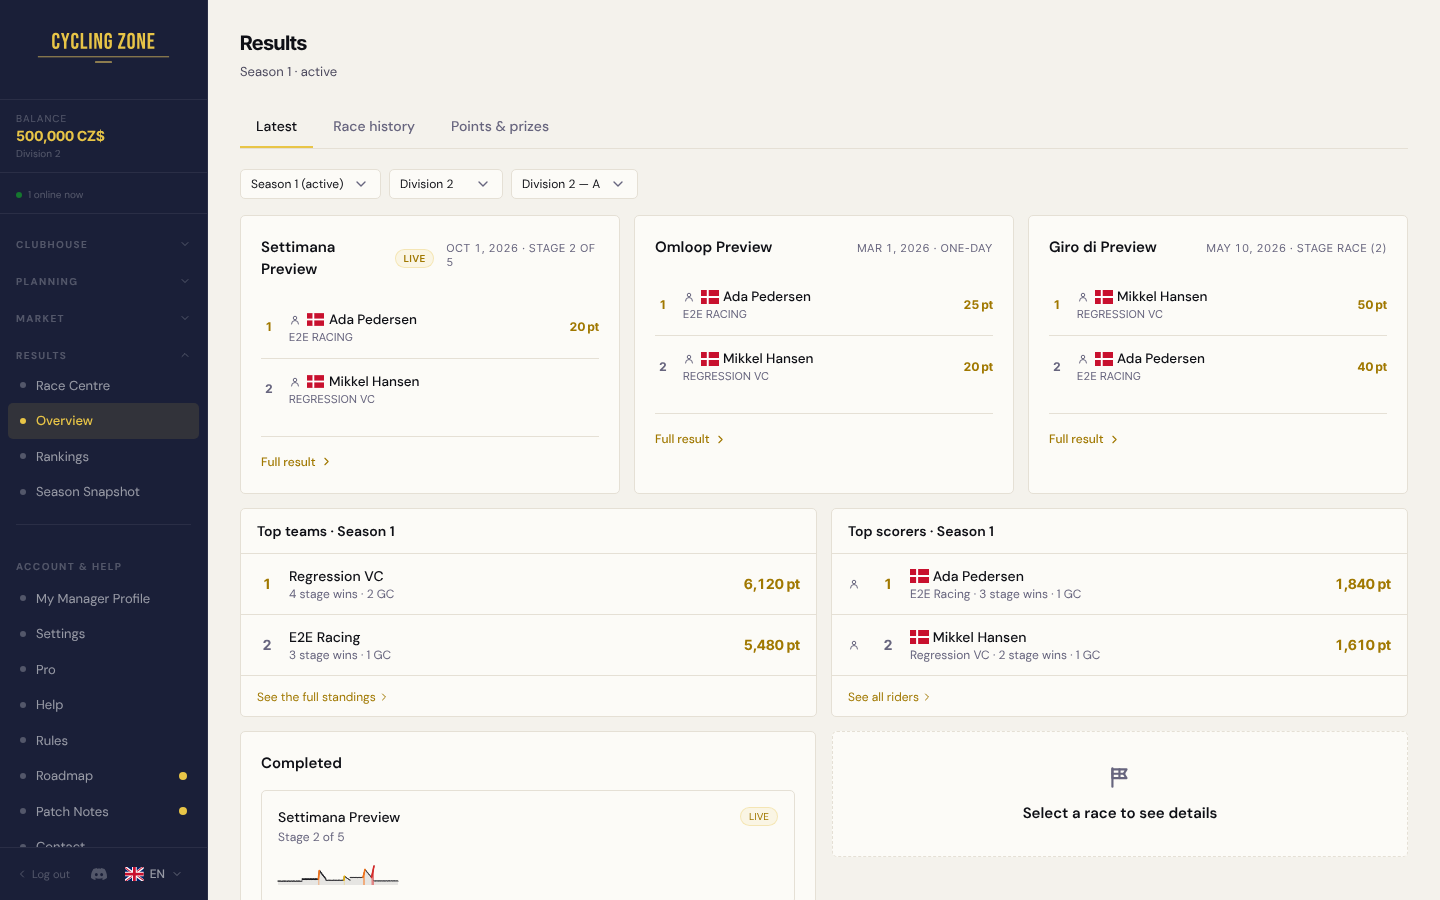 CYCLING ZONE
BALANCE
500,000 CZ$
Division 2
1 online now
CLUBHOUSE
PLANNING
MARKET
RESULTS
Race Centre
Overview
Rankings
Season Snapshot
ACCOUNT & HELP
My Manager Profile
Settings
Pro
Help
Rules
Roadmap
Patch Notes
Contact
Log out
EN
Results
Season 1 · active
Latest
Race history
Points & prizes
Season 1 (active)
Division 2
Division 2 — A
Settimana
Preview
LIVE
OCT 1, 2026 · STAGE 2 OF
5
1
Ada Pedersen
20 pt
E2E RACING
2
Mikkel Hansen
REGRESSION VC
Full result
Omloop Preview
MAR 1, 2026 · ONE-DAY
1
Ada Pedersen
25 pt
E2E RACING
2
Mikkel Hansen
20 pt
REGRESSION VC
Full result
Giro di Preview
MAY 10, 2026 · STAGE RACE (2)
1
Mikkel Hansen
50 pt
REGRESSION VC
2
Ada Pedersen
40 pt
E2E RACING
Full result
Top teams · Season 1
1
Regression VC
6,120 pt
4 stage wins · 2 GC
2
E2E Racing
5,480 pt
3 stage wins · 1 GC
See the full standings
Top scorers · Season 1
1
Ada Pedersen
1,840 pt
E2E Racing · 3 stage wins · 1 GC
2
Mikkel Hansen
1,610 pt
Regression VC · 2 stage wins · 1 GC
See all riders
Completed
Settimana Preview
LIVE
Stage 2 of 5
Select a race to see details